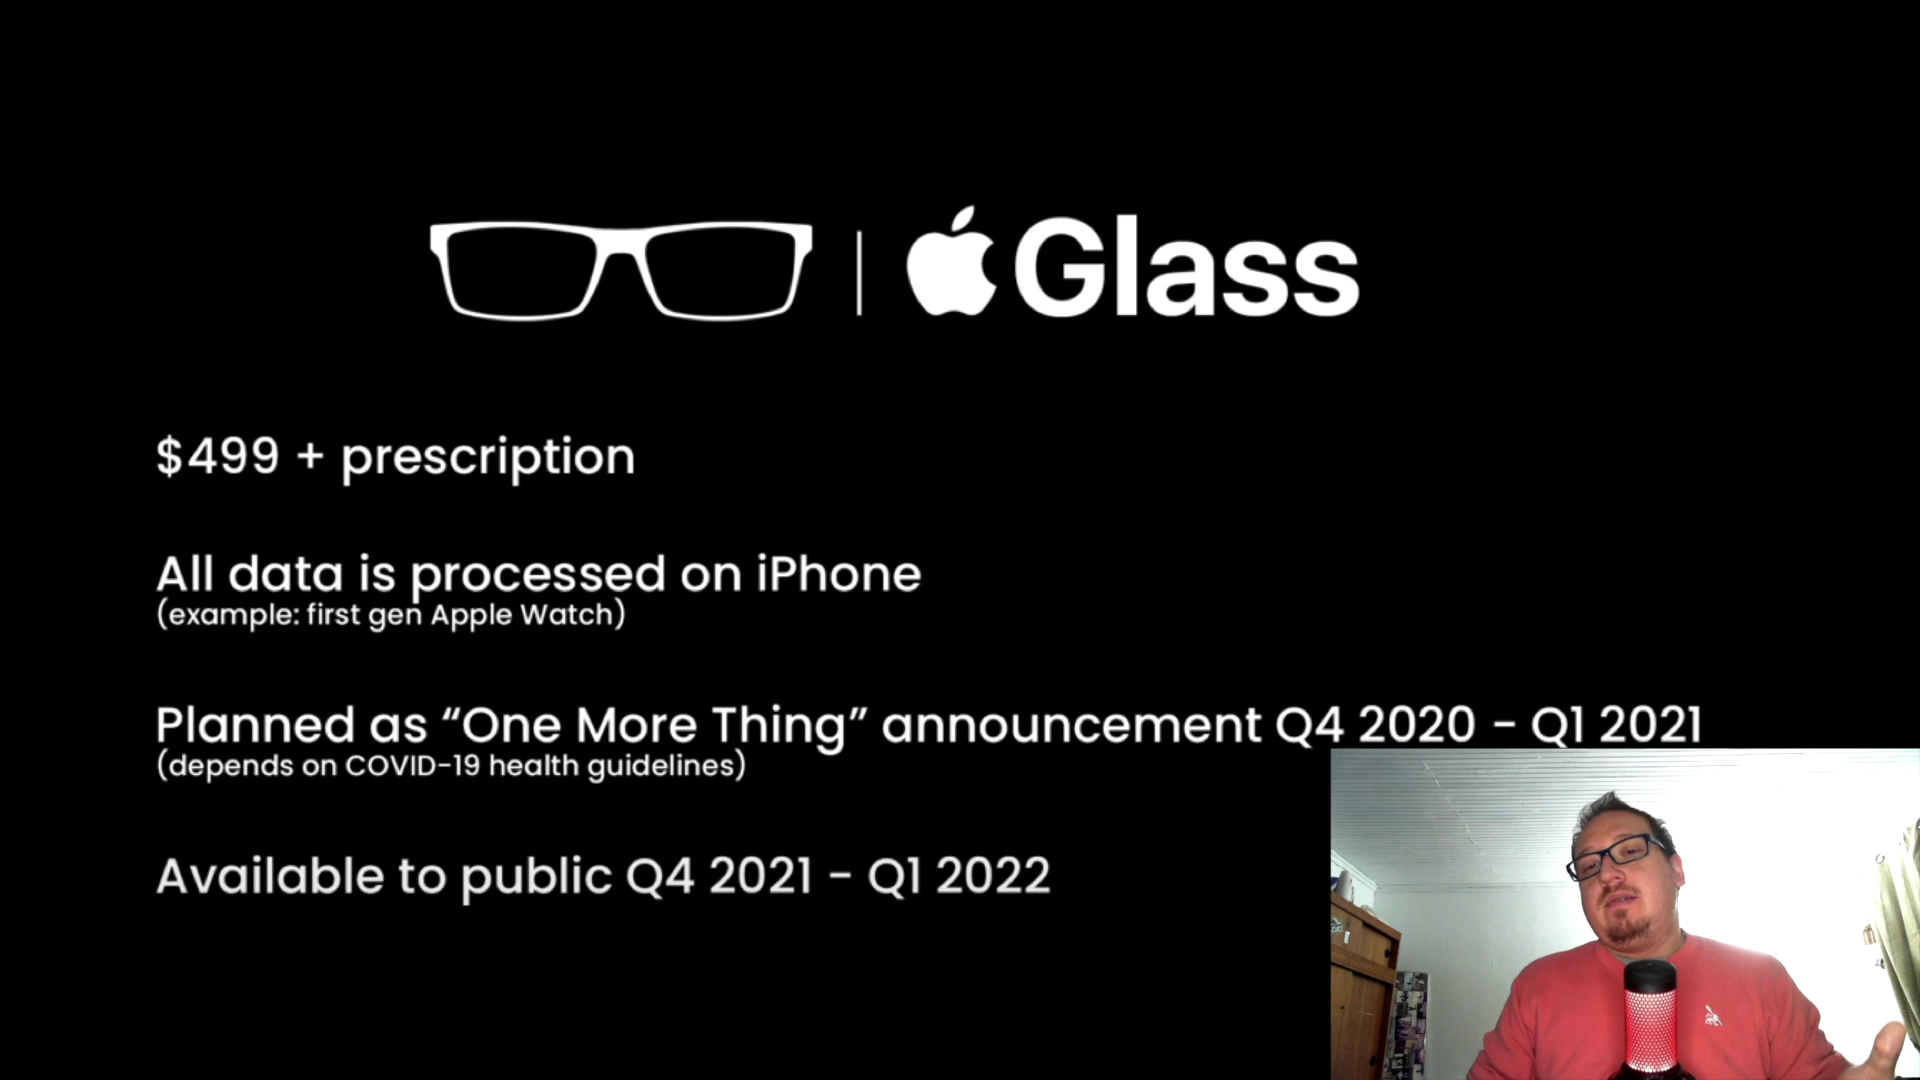 Glass
$499 + prescription
All data is processed on iPhone
(example: first gen Apple Watch)
Planned as “One More Thing” announcement Q4 2020 - Q1 2021
(depends on COVID-19 health guidelines)
Available to public Q4 2021 - Q1 2022